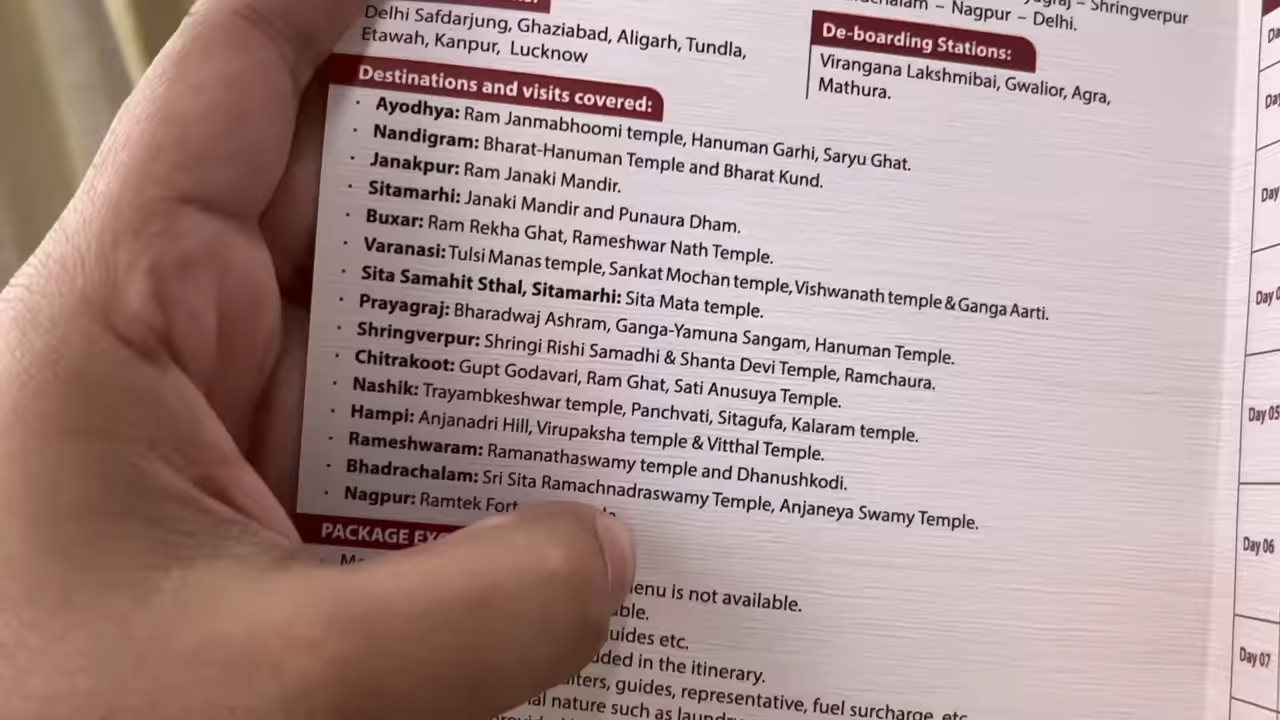 – Shringverpur
– Nagpur – Delhi.
Delhi Safdarjung, Ghaziabad, Aligarh, Tundla,
Etawah, Kanpur, Lucknow
De-boarding Stations:
Virangana Lakshmibai, Gwalior, Agra,
Mathura.
Destinations and visits covered:
· Ayodhya: Ram Janmabhoomi temple, Hanuman Garhi, Saryu Ghat.
· Nandigram: Bharat-Hanuman Temple and Bharat Kund.
· Janakpur: Ram Janaki Mandir.
· Sitamarhi: Janaki Mandir and Punaura Dham.
· Buxar: Ram Rekha Ghat, Rameshwar Nath Temple.
· Varanasi: Tulsi Manas temple, Sankat Mochan temple, Vishwanath temple & Ganga Aarti.
· Sita Samahit Sthal, Sitamarhi: Sita Mata temple.
· Prayagraj: Bharadwaj Ashram, Ganga-Yamuna Sangam, Hanuman Temple.
· Shringverpur: Shringi Rishi Samadhi & Shanta Devi Temple, Ramchaura.
· Chitrakoot: Gupt Godavari, Ram Ghat, Sati Anusuya Temple.
· Nashik: Trayambkeshwar temple, Panchvati, Sitagufa, Kalaram temple.
· Hampi: Anjanadri Hill, Virupaksha temple & Vitthal Temple.
· Rameshwaram: Ramanathaswamy temple and Dhanushkodi.
· Bhadrachalam: Sri Sita Ramachnadraswamy Temple, Anjaneya Swamy Temple.
· Nagpur: Ramtek Fort
PACKAGE
is not available.
etc.
in the itinerary.
guides, representative, fuel surcharge, etc
nature such as
Day
Day 05
Day 06
Day 07